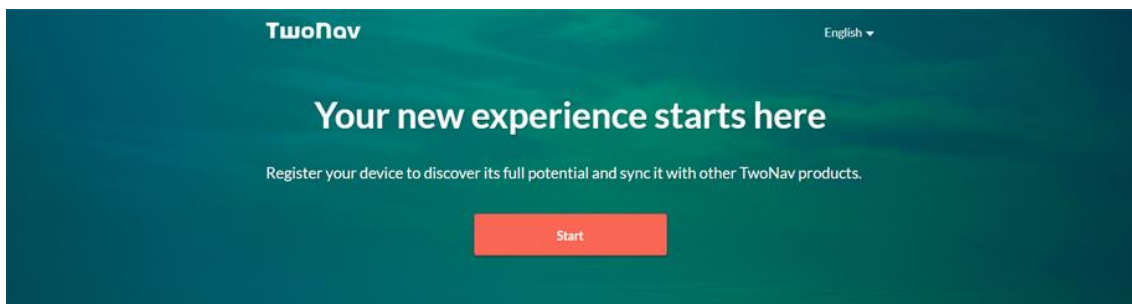 TwoNav
English
Your new experience starts here
Register your device to discover its full potential and sync it with other TwoNav products.
Start